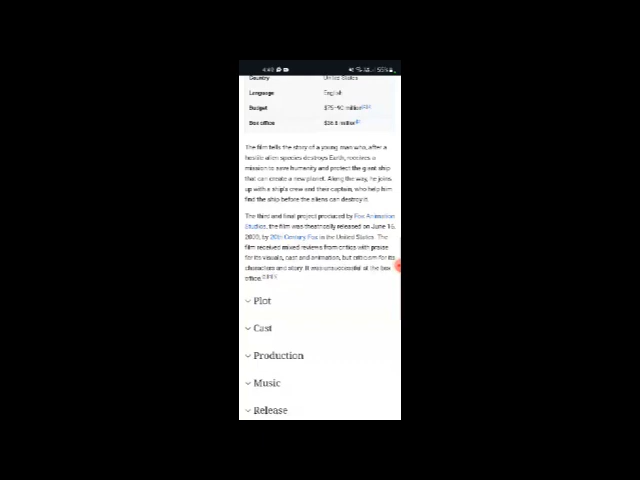 Country United States
Language English
Budget $75–90 million
Box office million
The film tells the story of a young man who, after a
hostile alien species destroys Earth, receives a
mission to save humanity and protect the giant ship
that can create a new planet. Along the way, he joins
up with a ship's crew and their captain, who help him
find the ship before the aliens can destroy it.
The third and final project produced by Fox Animation
Studios, the film was theatrically released on June 16,
2000, by 20th Century Fox in the United States. The
film received mixed reviews from critics with praise
for its visuals, cast and animation, but criticism for its
characters and story. It was unsuccessful at the box
office.
Plot
Cast
Production
Music
Release